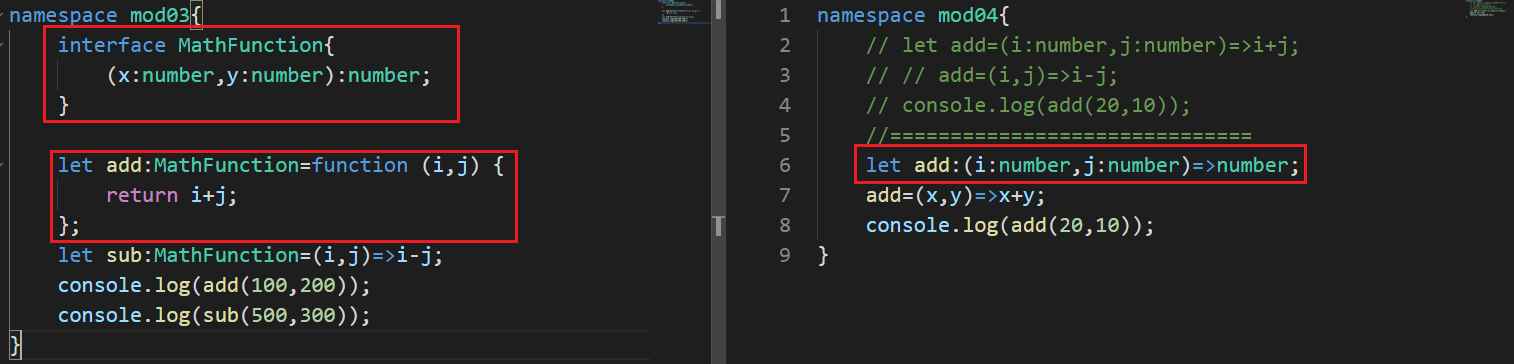 namespace mod03{
interface MathFunction{
(x:number,y:number):number;
}
let add:MathFunction=function (i,j) {
return i+j;
};
let sub:MathFunction=(i,j)=>i-j;
console.log(add(100,200));
console.log(sub(500,300));
}
1 namespace mod04{
2 // let add=(i:number,j:number)=>i+j;
3 // // add=(i,j)=>i-j;
4 // console.log(add(20,10));
5 //==============================
6 let add:(i:number,j:number)=>number;
7 add=(x,y)=>x+y;
8 console.log(add(20,10));
9 }